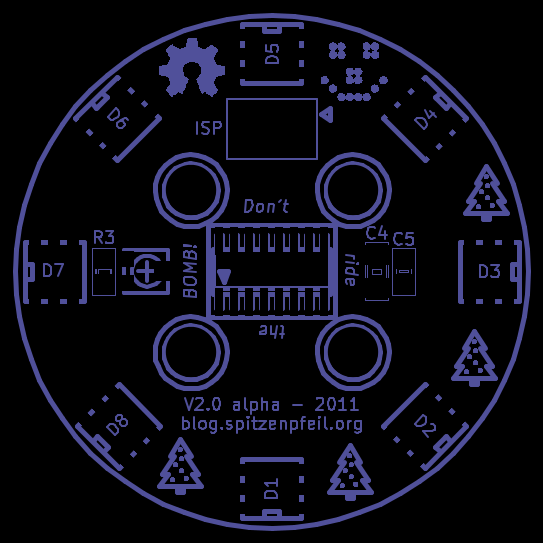 D5
D6
D4
ISP
Don't
R3
C4
C5
D7
BOMB!
ride
D3
the
V2.0 alpha – 2011
blog.spitzenpfeil.org
D8
D2
D1